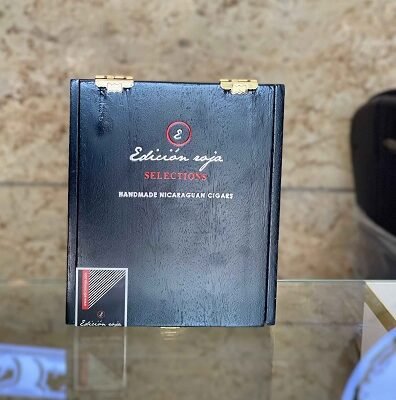 E
Edición roja
SELECTIONS
HANDMADE NICARAGUAN CIGARS
Edición roja